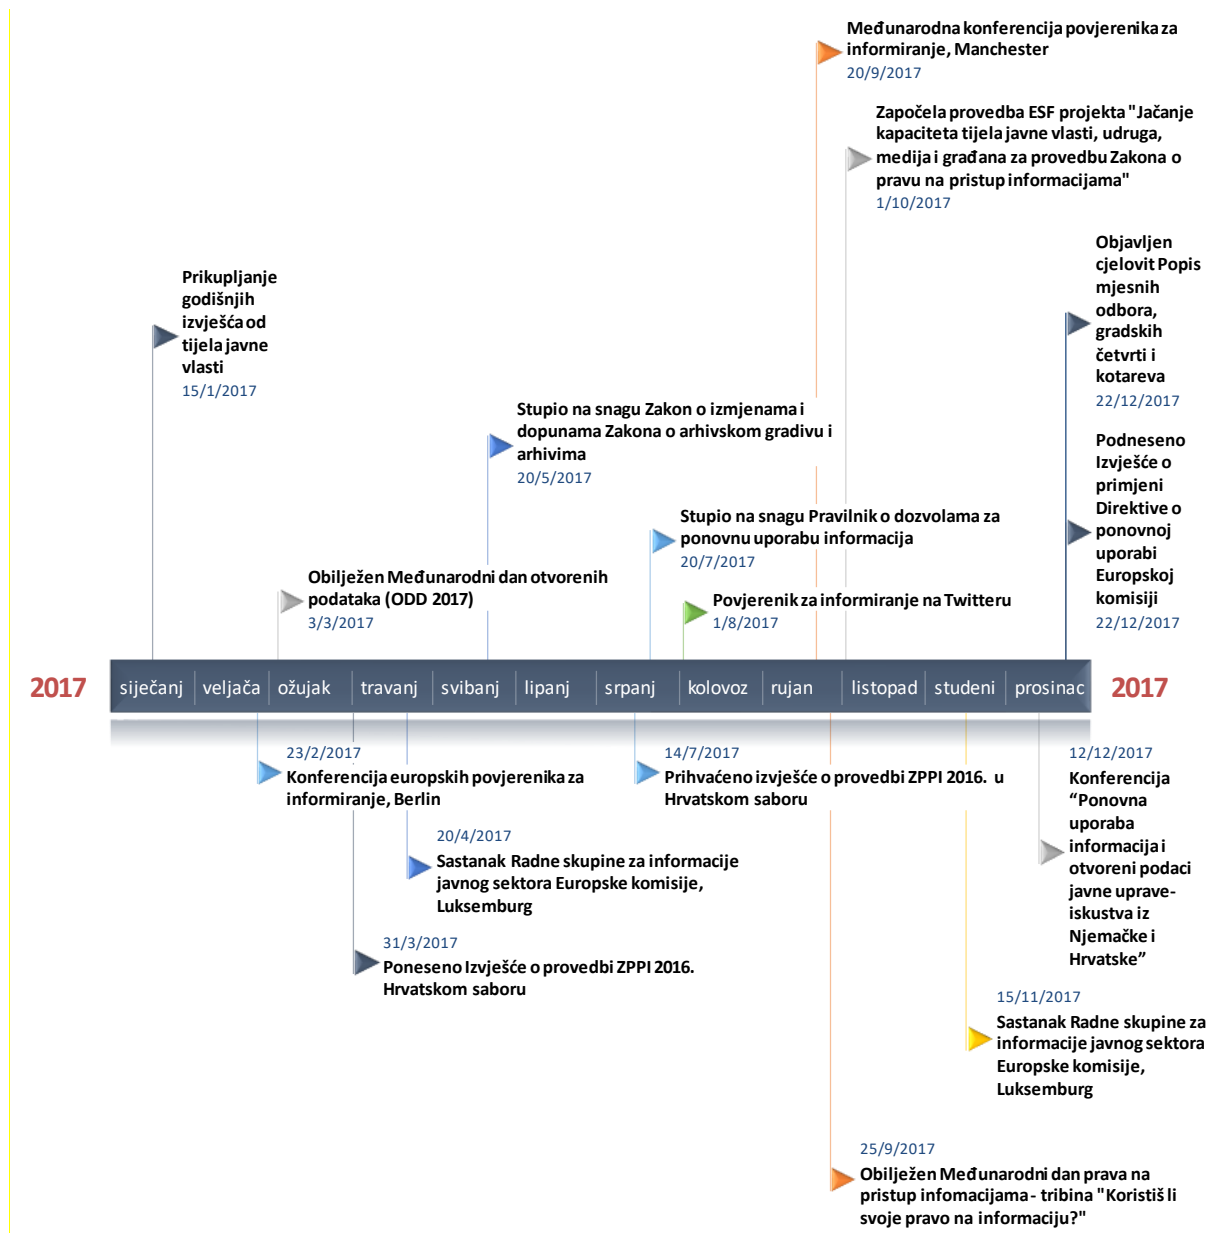 Međunarodna konferencija povjerenika za
informiranje, Manchester
20/9/2017
Započela provedba ESF projekta "Jačanje
kapaciteta tijela javne vlasti, udruga,
medija i građana za provedbu Zakona o
pravu na pristup informacijama"
1/10/2017
Objavljen
cjelovit Popis
mjesnih
odbora,
gradskih
četvrti i
kotareva
22/12/2017
Prikupljanje
godišnjih
izvješća od
tijela javne
vlasti
15/1/2017
Stupio na snagu Zakon o izmjenama i
dopunama Zakona o arhivskom gradivu i
arhivima
20/5/2017
Podneseno
Izvješće o
primjeni
Direktive o
ponovnoj
uporabi
Europskoj
komisiji
22/12/2017
Stupio na snagu Pravilnik o dozvolama za
ponovnu uporabu informacija
20/7/2017
Obilježen Međunarodni dan otvorenih
podataka (ODD 2017)
3/3/2017
Povjerenik za informiranje na Twitteru
1/8/2017
2017 siječanj veljača ožujak travanj svibanj lipanj srpanj kolovoz rujan listopad studeni prosinac 2017
23/2/2017
Konferencija europskih povjerenika za
informiranje, Berlin
14/7/2017
Prihvaćeno izvješće o provedbi ZPPI 2016. u
Hrvatskom saboru
12/12/2017
Konferencija
“Ponovna
uporaba
informacija i
otvoreni podaci
javne uprave-
iskustva iz
Njemačke i
Hrvatske”
20/4/2017
Sastanak Radne skupine za informacije
javnog sektora Europske komisije,
Luksemburg
31/3/2017
Poneseno Izvješće o provedbi ZPPI 2016.
Hrvatskom saboru
15/11/2017
Sastanak Radne skupine za
informacije javnog sektora
Europske komisije,
Luksemburg
25/9/2017
Obilježen Međunarodni dan prava na
pristup infomacijama - tribina "Koristiš li
svoje pravo na informaciju?"